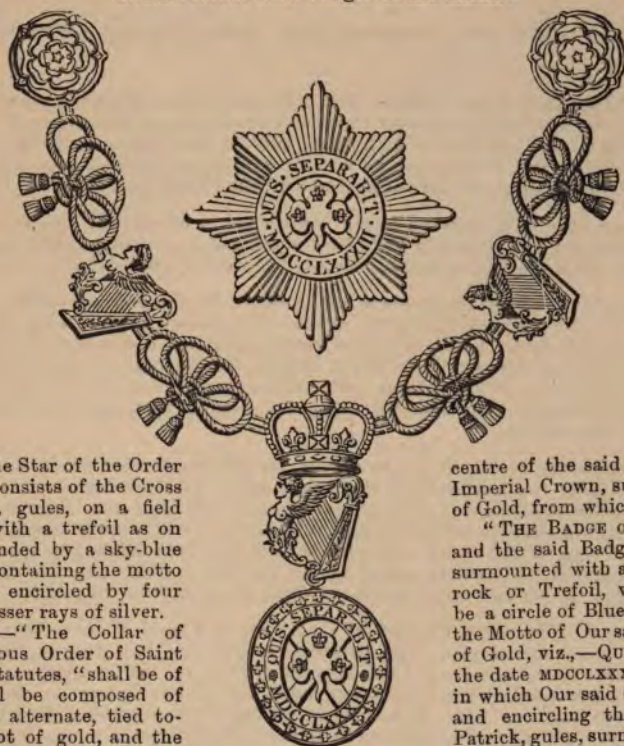 QUIS · SEPARABIT ·
MDCCLXXXIII ·
e Star of the Order
onsists of the Cross
, gules, on a field
with a trefoil as on
nded by a sky-blue
ontaining the motto
encircled by four
sser rays of silver.
—"The Collar of
ous Order of Saint
tatutes, "shall be of
l be composed of
alternate, tied to-
ot of gold, and the
QUIS · SEPARABIT
MDCCLXXXIII
centre of the said
Imperial Crown, su
of Gold, from whic
"THE BADGE o
and the said Badg
surmounted with a
rock or Trefoil, v
be a circle of Blue
the Motto of Our sa
of Gold, viz.,—QU
the date MDCCLXXX
in which Our said
and encircling th
Patrick, gules, surn